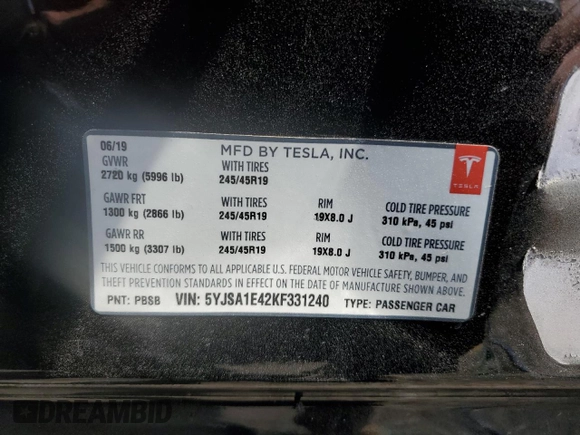 06/19
MFD BY TESLA, INC.
GVWR
2720 kg (5996 lb)
WITH TIRES
245/45R19
TESLA
GAWR FRT
1300 kg (2866 lb)
WITH TIRES
245/45R19
RIM
19X8.0 J
COLD TIRE PRESSURE
310 kPa, 45 psi
GAWR RR
1500 kg (3307 lb)
WITH TIRES
245/45R19
RIM
19X8.0 J
COLD TIRE PRESSURE
310 kPa, 45 psi
THIS VEHICLE CONFORMS TO ALL APPLICABLE U.S. FEDERAL MOTOR VEHICLE SAFETY, BUMPER, AND
THEFT PREVENTION STANDARDS IN EFFECT ON THE DATE OF MANUFACTURE SHOWN ABOVE.
PNT: PBSB VIN: 5YJSA1E42KF331240 TYPE: PASSENGER CAR
DREAMBID